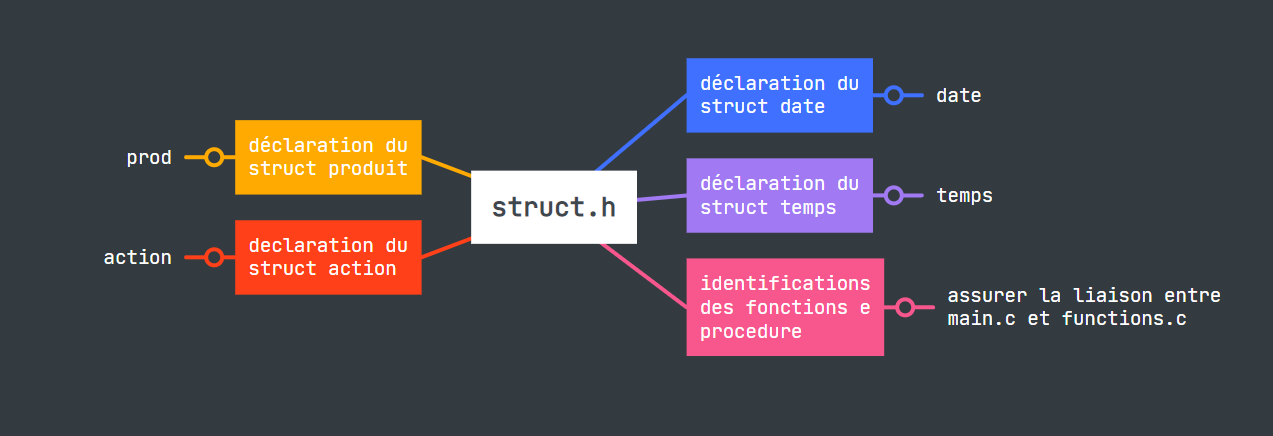 déclaration du
struct date
date
déclaration du
struct produit
prod
struct.h
déclaration du
struct temps
temps
declaration du
struct action
action
identifications
des fonctions e
procedure
assurer la liaison entre
main.c et functions.c